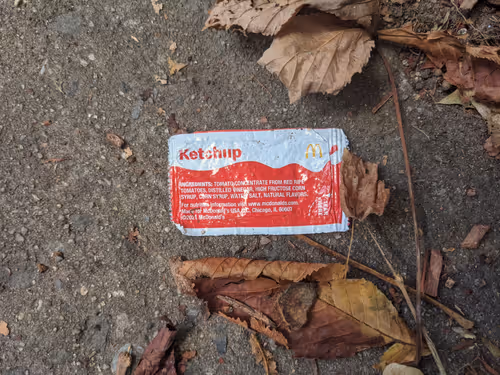 Ketchup
INGREDIENTS: TOMATO CONCENTRATE FROM RED RIPE
TOMATOES, DISTILLED VINEGAR, HIGH FRUCTOSE CORN
SYRUP, CORN SYRUP, WATER, SALT, NATURAL FLAVORS.
For nutrition information visit www.mcdonalds.com
McDonald's USA Chicago, IL 60607
McDonald's